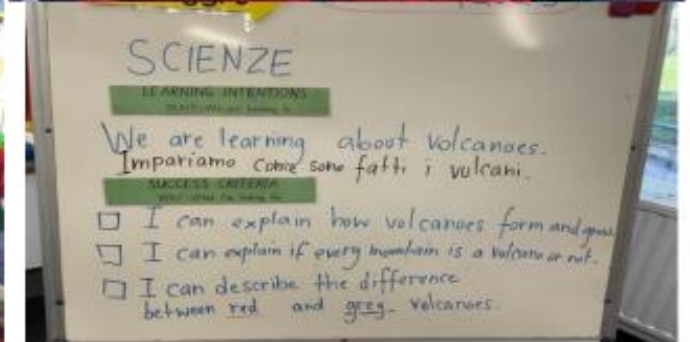 SCIENZE
LEARNING INTENTIONS
We are learning about volcanoes.
Impariamo come sono fatti i vulcani.
SUCCESS CRITERIA
I can explain how volcanoes form and grow.
I can explain if every mountain is a volcano or not.
I can describe the difference
between red and grey volcanoes.